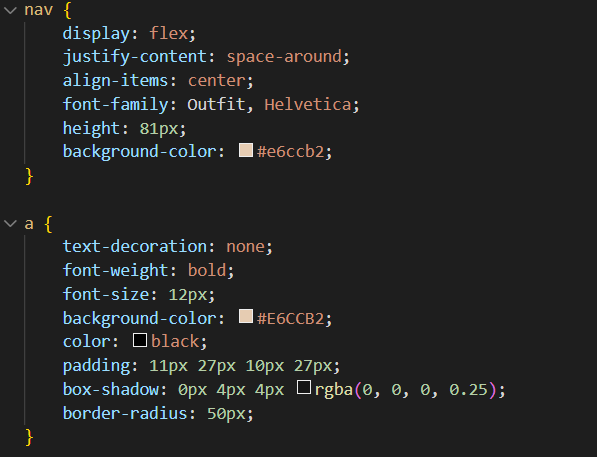 nav {
display: flex;
justify-content: space-around;
align-items: center;
font-family: Outfit, Helvetica;
height: 81px;
background-color: #e6ccb2;
}
a {
text-decoration: none;
font-weight: bold;
font-size: 12px;
background-color: #E6CCB2;
color: black;
padding: 11px 27px 10px 27px;
box-shadow: 0px 4px 4px rgba(0, 0, 0, 0.25);
border-radius: 50px;
}